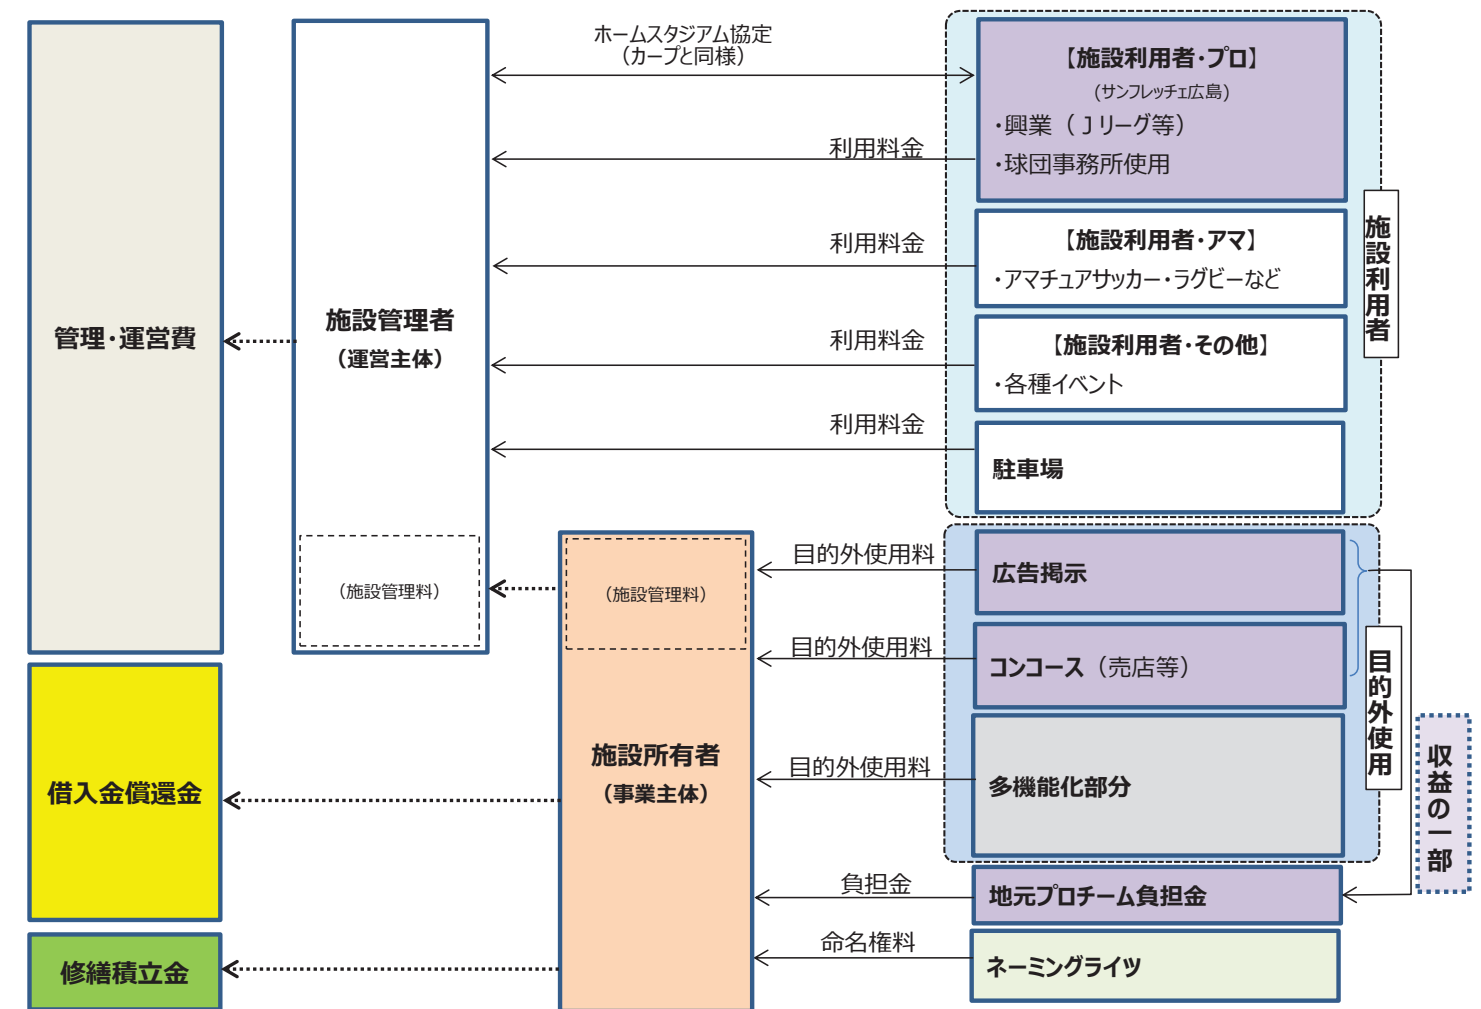 ホームスタジアム協定
（カープと同様）
【施設利用者・プロ】
(サンフレッチェ広島)
・興業（Ｊリーグ等）
・球団事務所使用
利用料金
利用料金
【施設利用者・アマ】
・アマチュアサッカー・ラグビーなど
施設利用者
管理・運営費
施設管理者
（運営主体）
利用料金
【施設利用者・その他】
・各種イベント
利用料金
駐車場
（施設管理料）
（施設管理料）
目的外使用料
広告掲示
目的外使用料
コンコース（売店等）
目的外使用
収益の一部
借入金償還金
施設所有者
（事業主体）
目的外使用料
多機能化部分
負担金
地元プロチーム負担金
修繕積立金
命名権料
ネーミングライツ